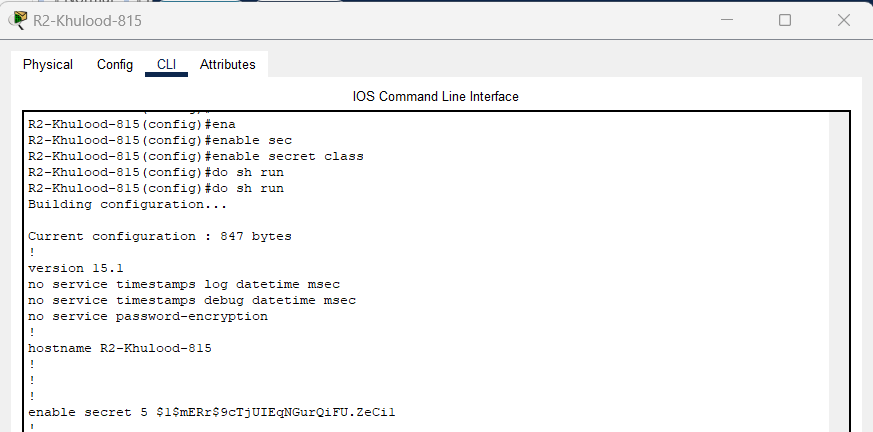 R2-Khulood-815
Physical Config CLI Attributes
IOS Command Line Interface
R2-Khulood-815(config)#ena
R2-Khulood-815(config)#enable sec
R2-Khulood-815(config)#enable secret class
R2-Khulood-815(config)#do sh run
R2-Khulood-815(config)#do sh run
Building configuration...
Current configuration : 847 bytes
!
version 15.1
no service timestamps log datetime msec
no service timestamps debug datetime msec
no service password-encryption
!
hostname R2-Khulood-815
!
!
!
enable secret 5 $1$mERr$9cTjUIEqNGurQiFU.ZeCi1
!